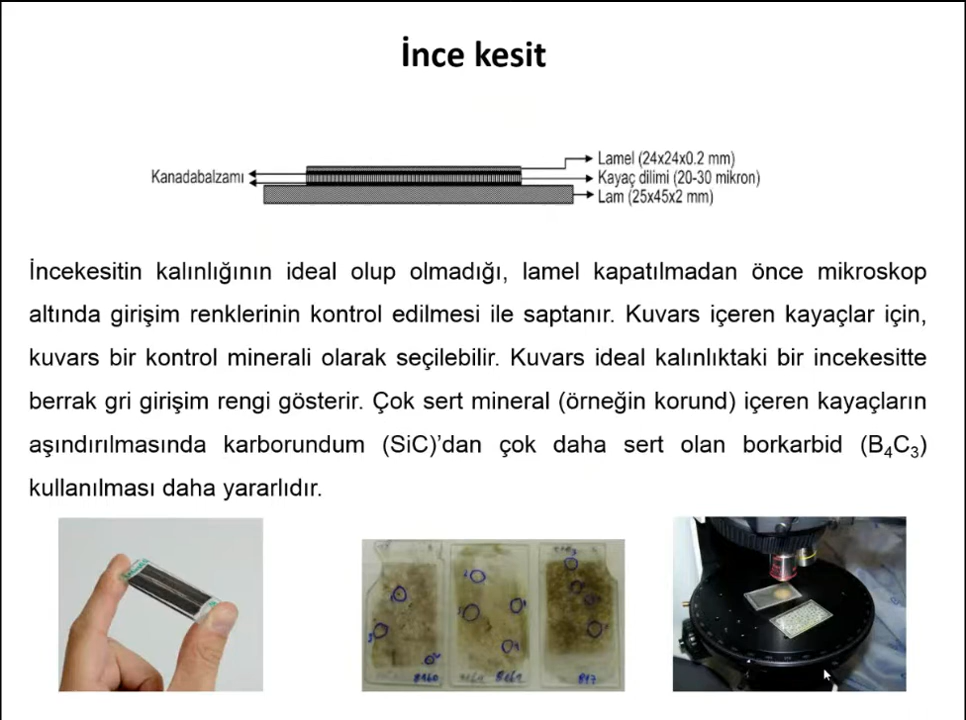 İnce kesit
Kanadabalzamı
Lamel (24x24x0.2 mm)
Kayaç dilimi (20-30 mikron)
Lam (25x45x2 mm)
İncekesitin kalınlığının ideal olup olmadığı, lamel kapatılmadan önce mikroskop
altında girişim renklerinin kontrol edilmesi ile saptanır. Kuvars içeren kayaçlar için,
kuvars bir kontrol minerali olarak seçilebilir. Kuvars ideal kalınlıktaki bir incekesitte
berrak gri girişim rengi gösterir. Çok sert mineral (örneğin korund) içeren kayaçların
aşındırılmasında karborundum (SiC)’dan çok daha sert olan borkarbid (B₄C₃)
kullanılması daha yararlıdır.
8160
817